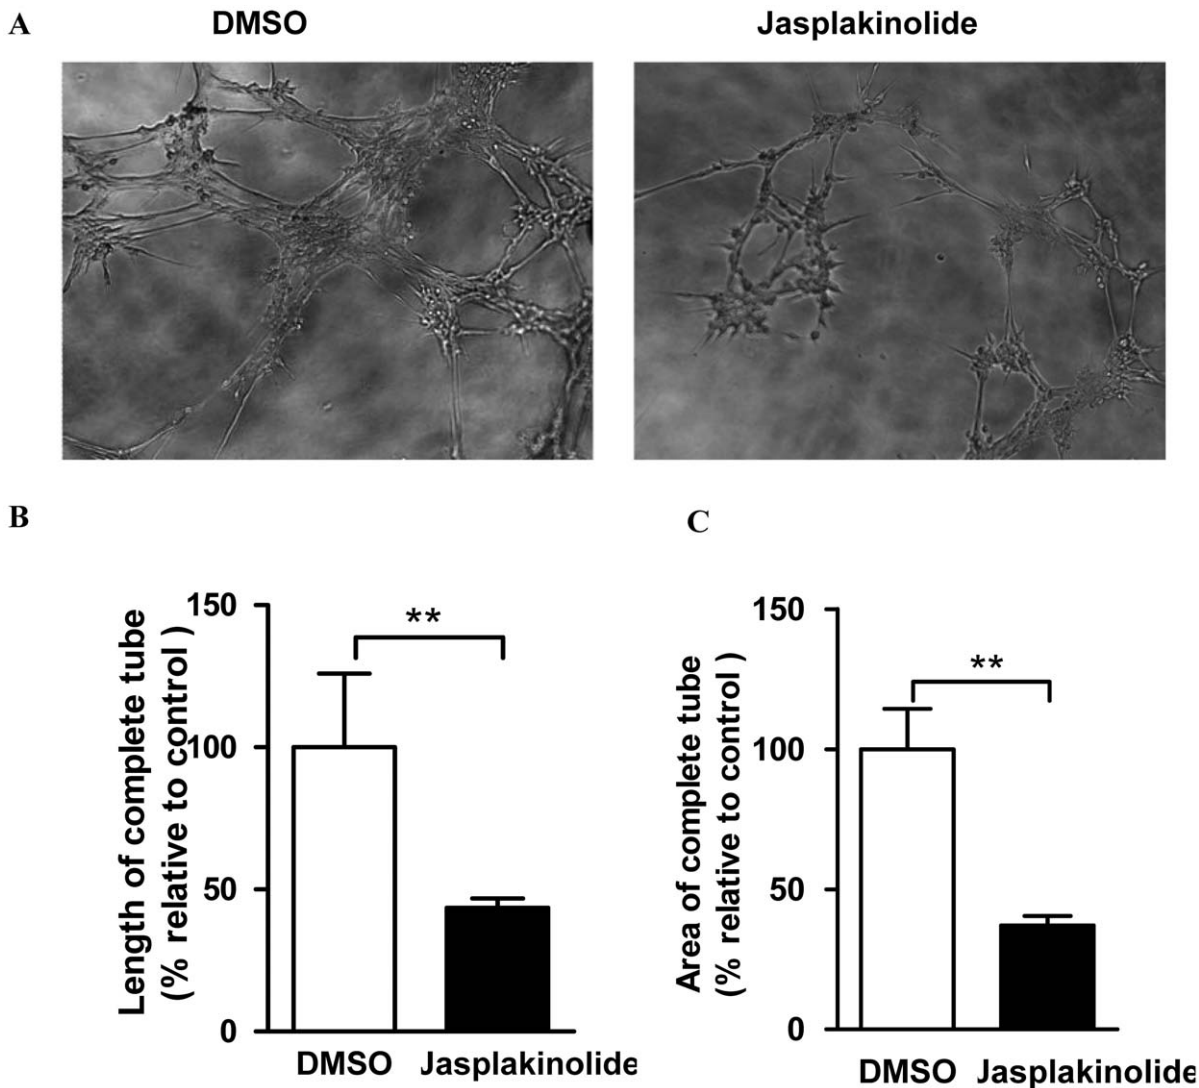 A
DMSO
Jasplakinolide
B
C
Length of complete tube
(% relative to control )
150
100
50
0
**
DMSO
Jasplakinolide
Area of complete tube
(% relative to control )
150
100
50
0
**
DMSO
Jasplakinolide